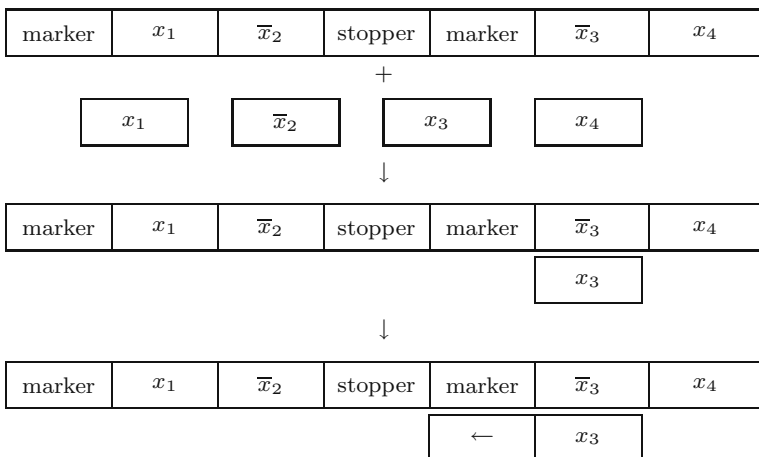 marker x₁ x̅₂ stopper marker x̅₃ x₄
+
x₁ x̅₂ x₃ x₄
↓
marker x₁ x̅₂ stopper marker x̅₃ x₄
x₃
↓
marker x₁ x̅₂ stopper marker x̅₃ x₄
← x₃